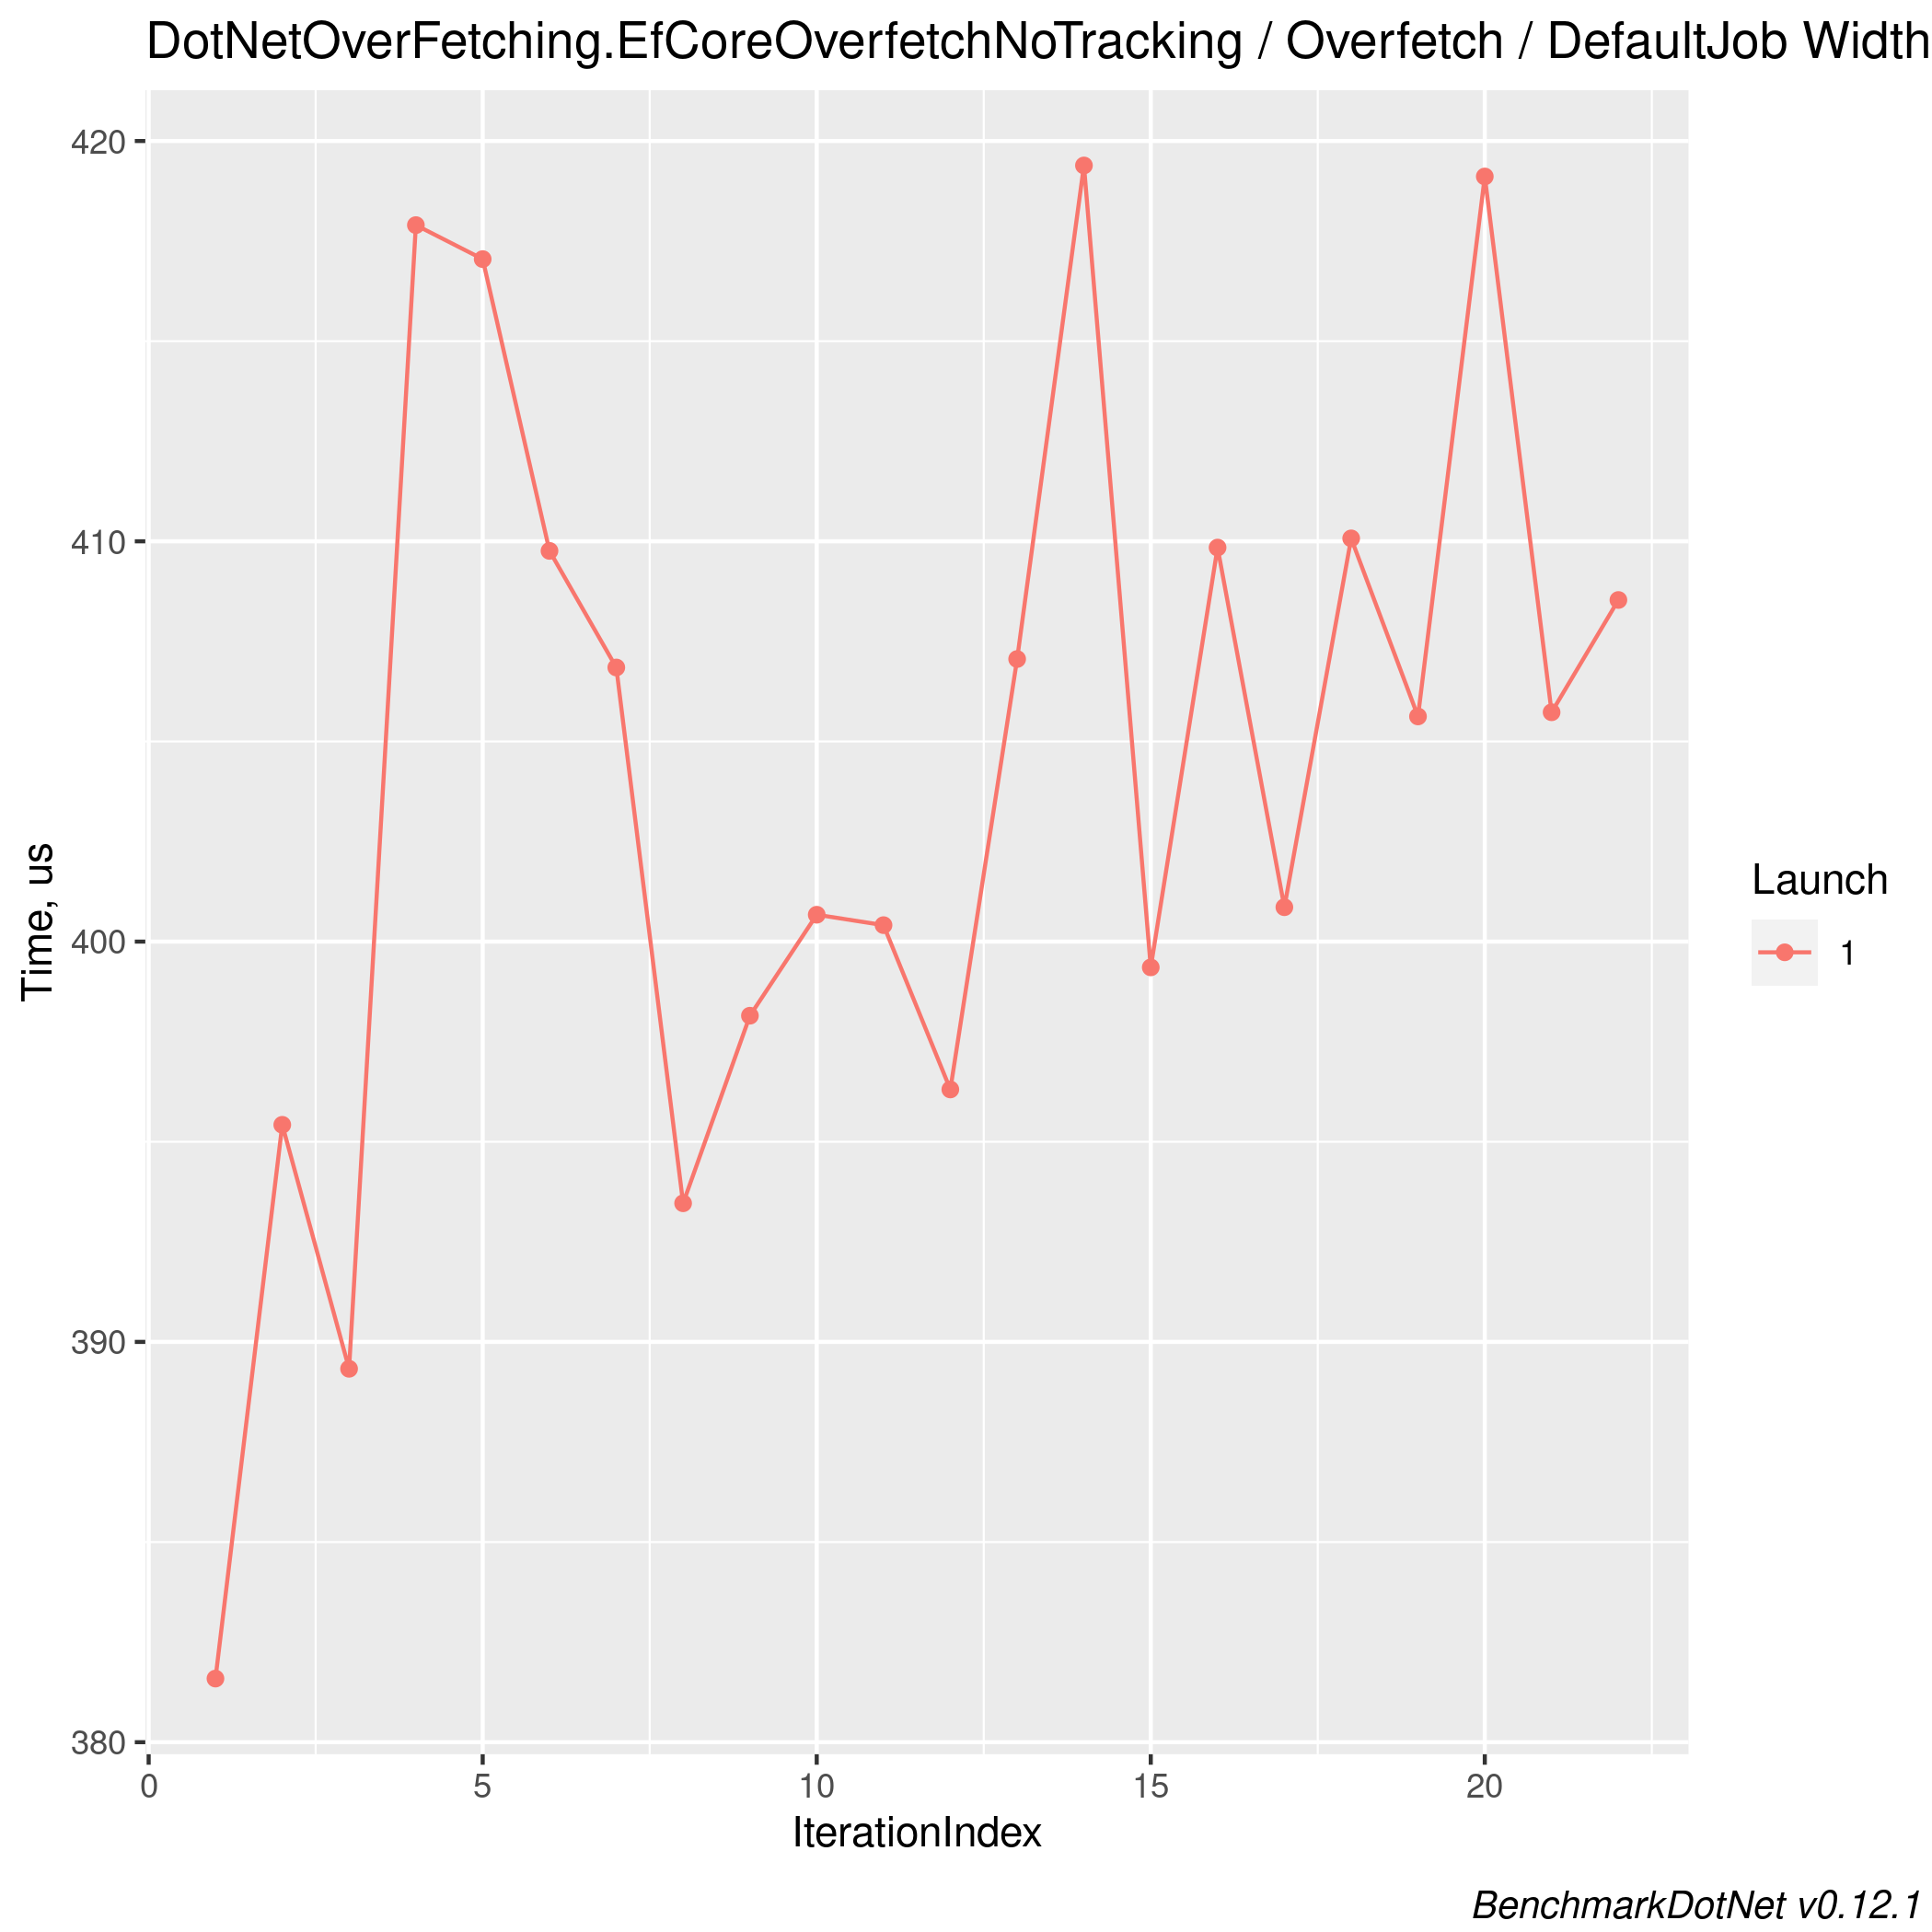 DotNetOverFetching.EfCoreOverfetchNoTracking / Overfetch / DefaultJob Width
420
410
400
390
380
Time, us
0 5 10 15 20
IterationIndex
Launch
1
BenchmarkDotNet v0.12.1